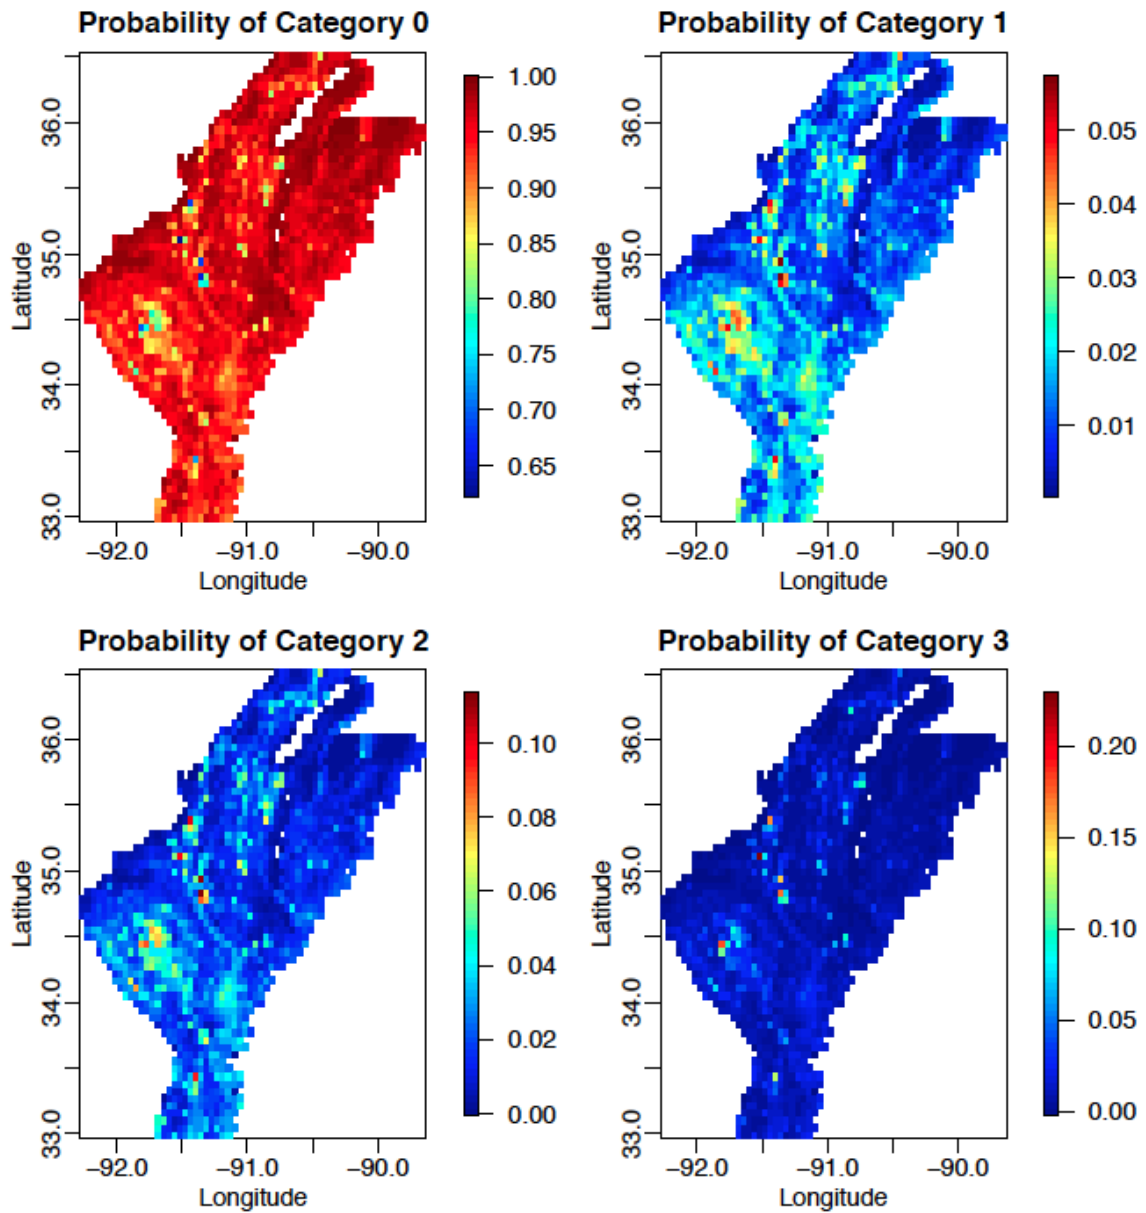 Probability of Category 0
Latitude
36.0
35.0
34.0
33.0
−92.0 −91.0 −90.0
Longitude
1.00
0.95
0.90
0.85
0.80
0.75
0.70
0.65
Probability of Category 1
Latitude
36.0
35.0
34.0
33.0
−92.0 −91.0 −90.0
Longitude
0.05
0.04
0.03
0.02
0.01
Probability of Category 2
Latitude
36.0
35.0
34.0
33.0
−92.0 −91.0 −90.0
Longitude
0.10
0.08
0.06
0.04
0.02
0.00
Probability of Category 3
Latitude
36.0
35.0
34.0
33.0
−92.0 −91.0 −90.0
Longitude
0.20
0.15
0.10
0.05
0.00